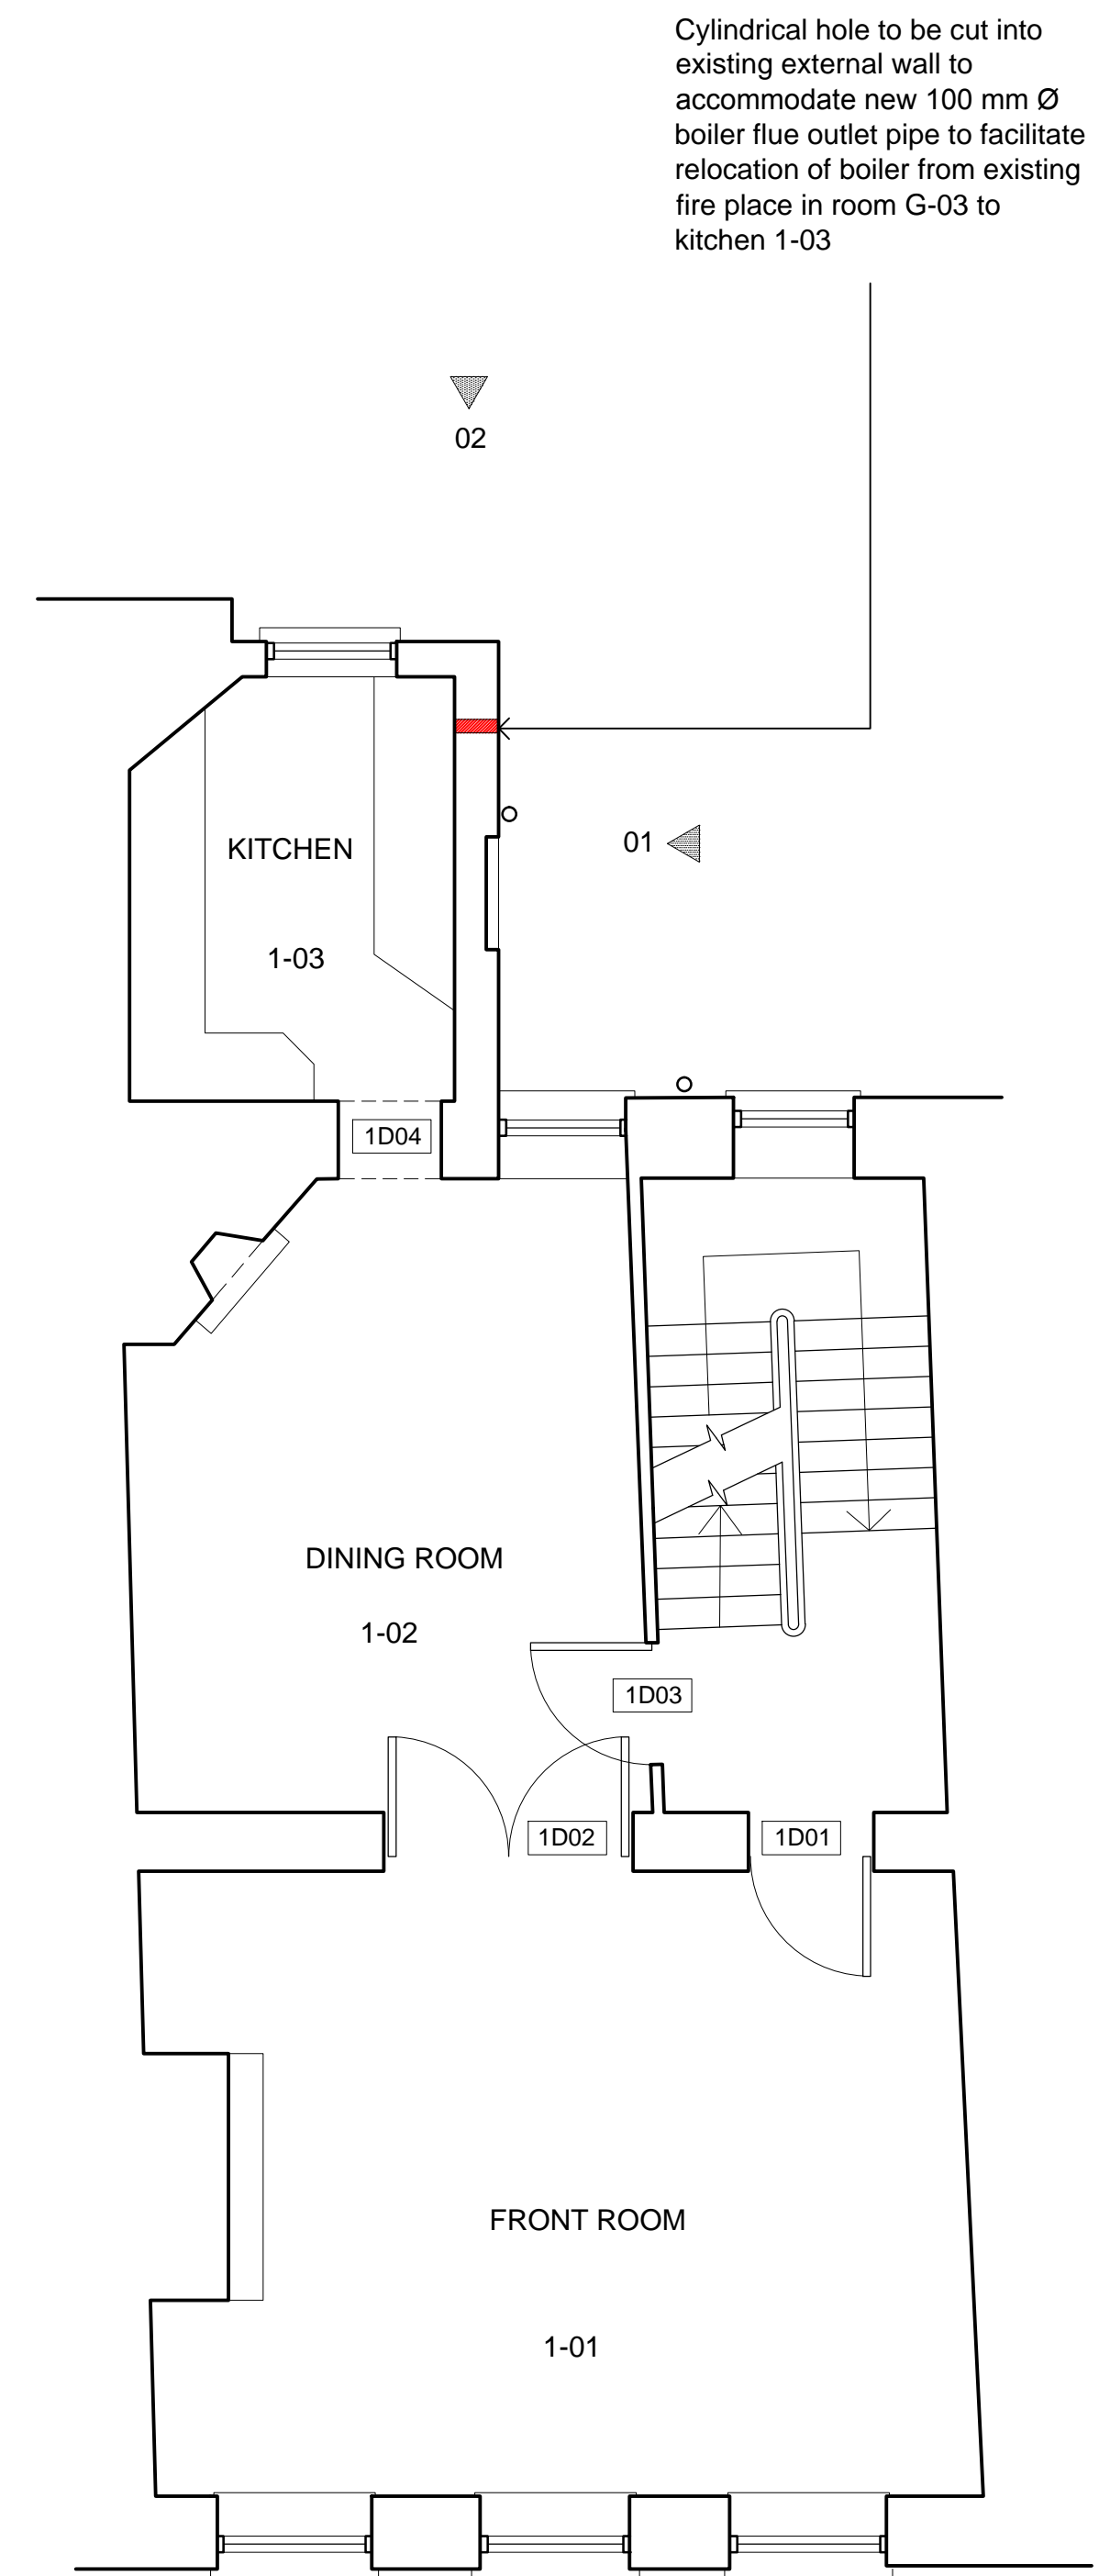 Cylindrical hole to be cut into
existing external wall to
accommodate new 100 mm Ø
boiler flue outlet pipe to facilitate
relocation of boiler from existing
fire place in room G-03 to
kitchen 1-03
02
01
KITCHEN
1-03
1D04
DINING ROOM
1-02
1D03
1D02
1D01
FRONT ROOM
1-01